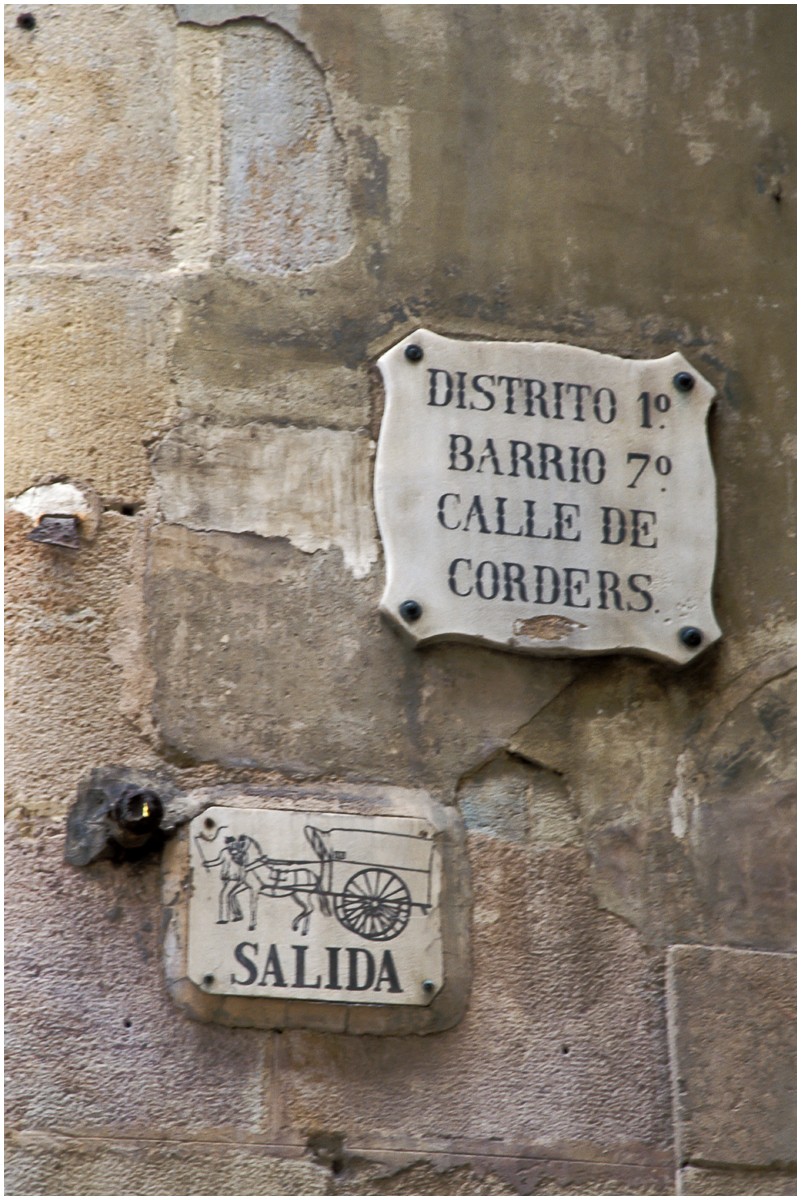 DISTRITO 1º.
BARRIO 7º.
CALLE DE
CORDERS.
SALIDA